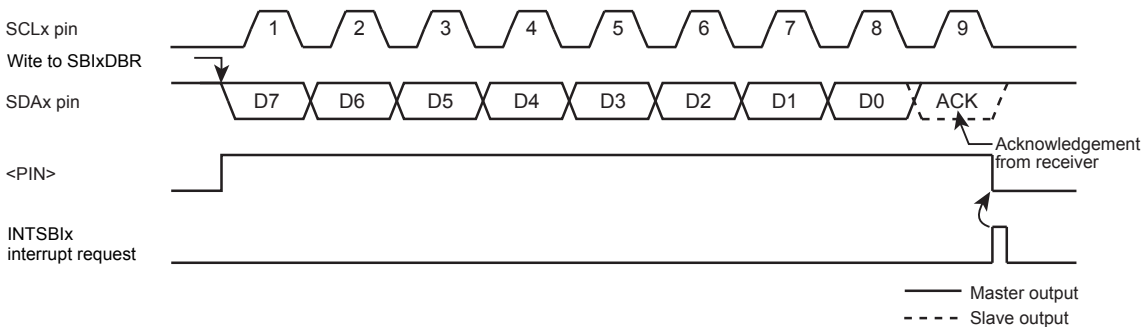 SCLx pin
1 2 3 4 5 6 7 8 9
Wite to SBIxDBR
SDAx pin
D7 D6 D5 D4 D3 D2 D1 D0 ACK
Acknowledgement
from receiver
<PIN>
INTSBIx
interrupt request
Master output
Slave output